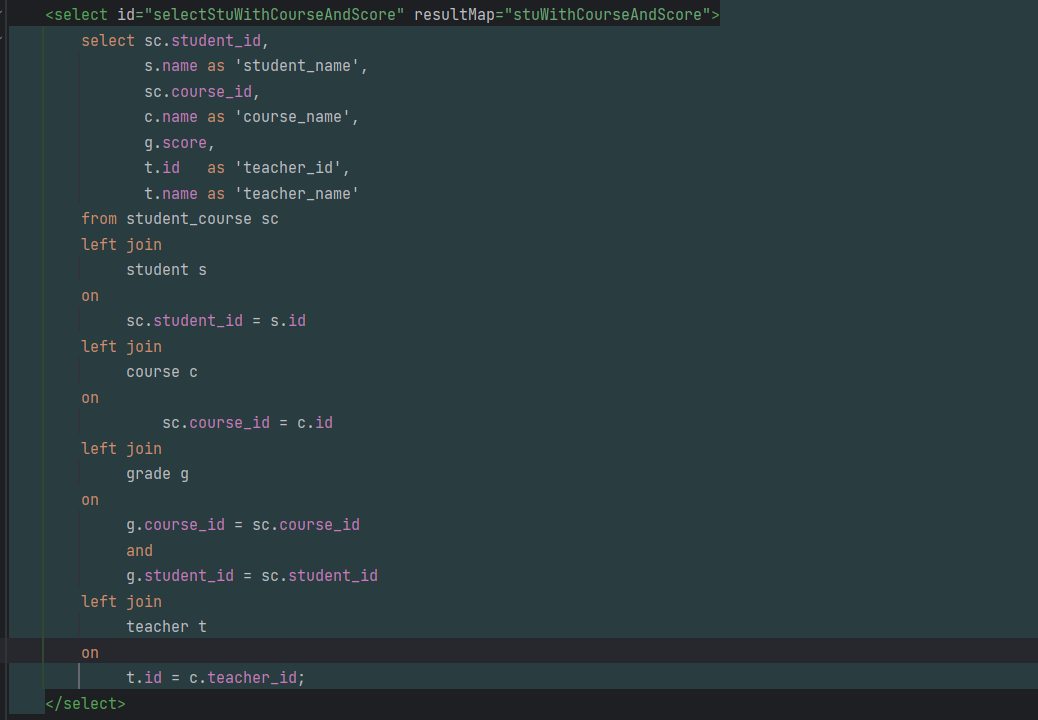 <select id="selectStuWithCourseAndScore" resultMap="stuWithCourseAndScore">
select sc.student_id,
s.name as 'student_name',
sc.course_id,
c.name as 'course_name',
g.score,
t.id   as 'teacher_id',
t.name as 'teacher_name'
from student_course sc
left join
student s
on
sc.student_id = s.id
left join
course c
on
sc.course_id = c.id
left join
grade g
on
g.course_id = sc.course_id
and
g.student_id = sc.student_id
left join
teacher t
on
t.id = c.teacher_id;
</select>